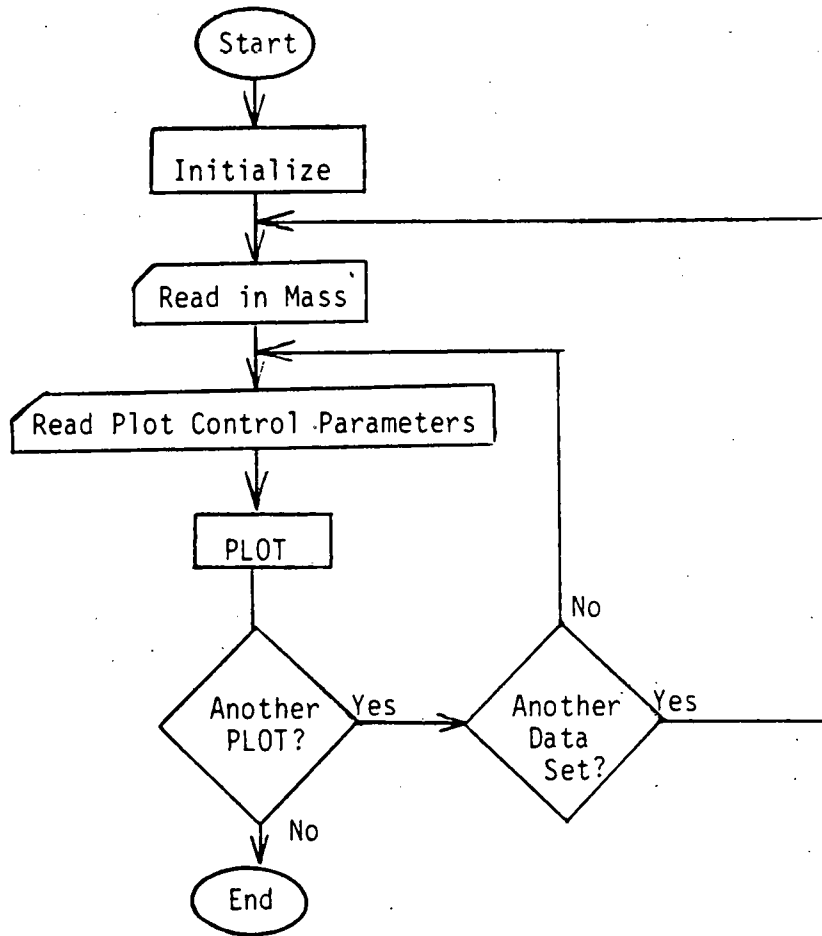 Start
Initialize
Read in Mass
Read Plot Control Parameters
PLOT
No
Another
PLOT?
Yes
Another
Data
Set?
Yes
No
End